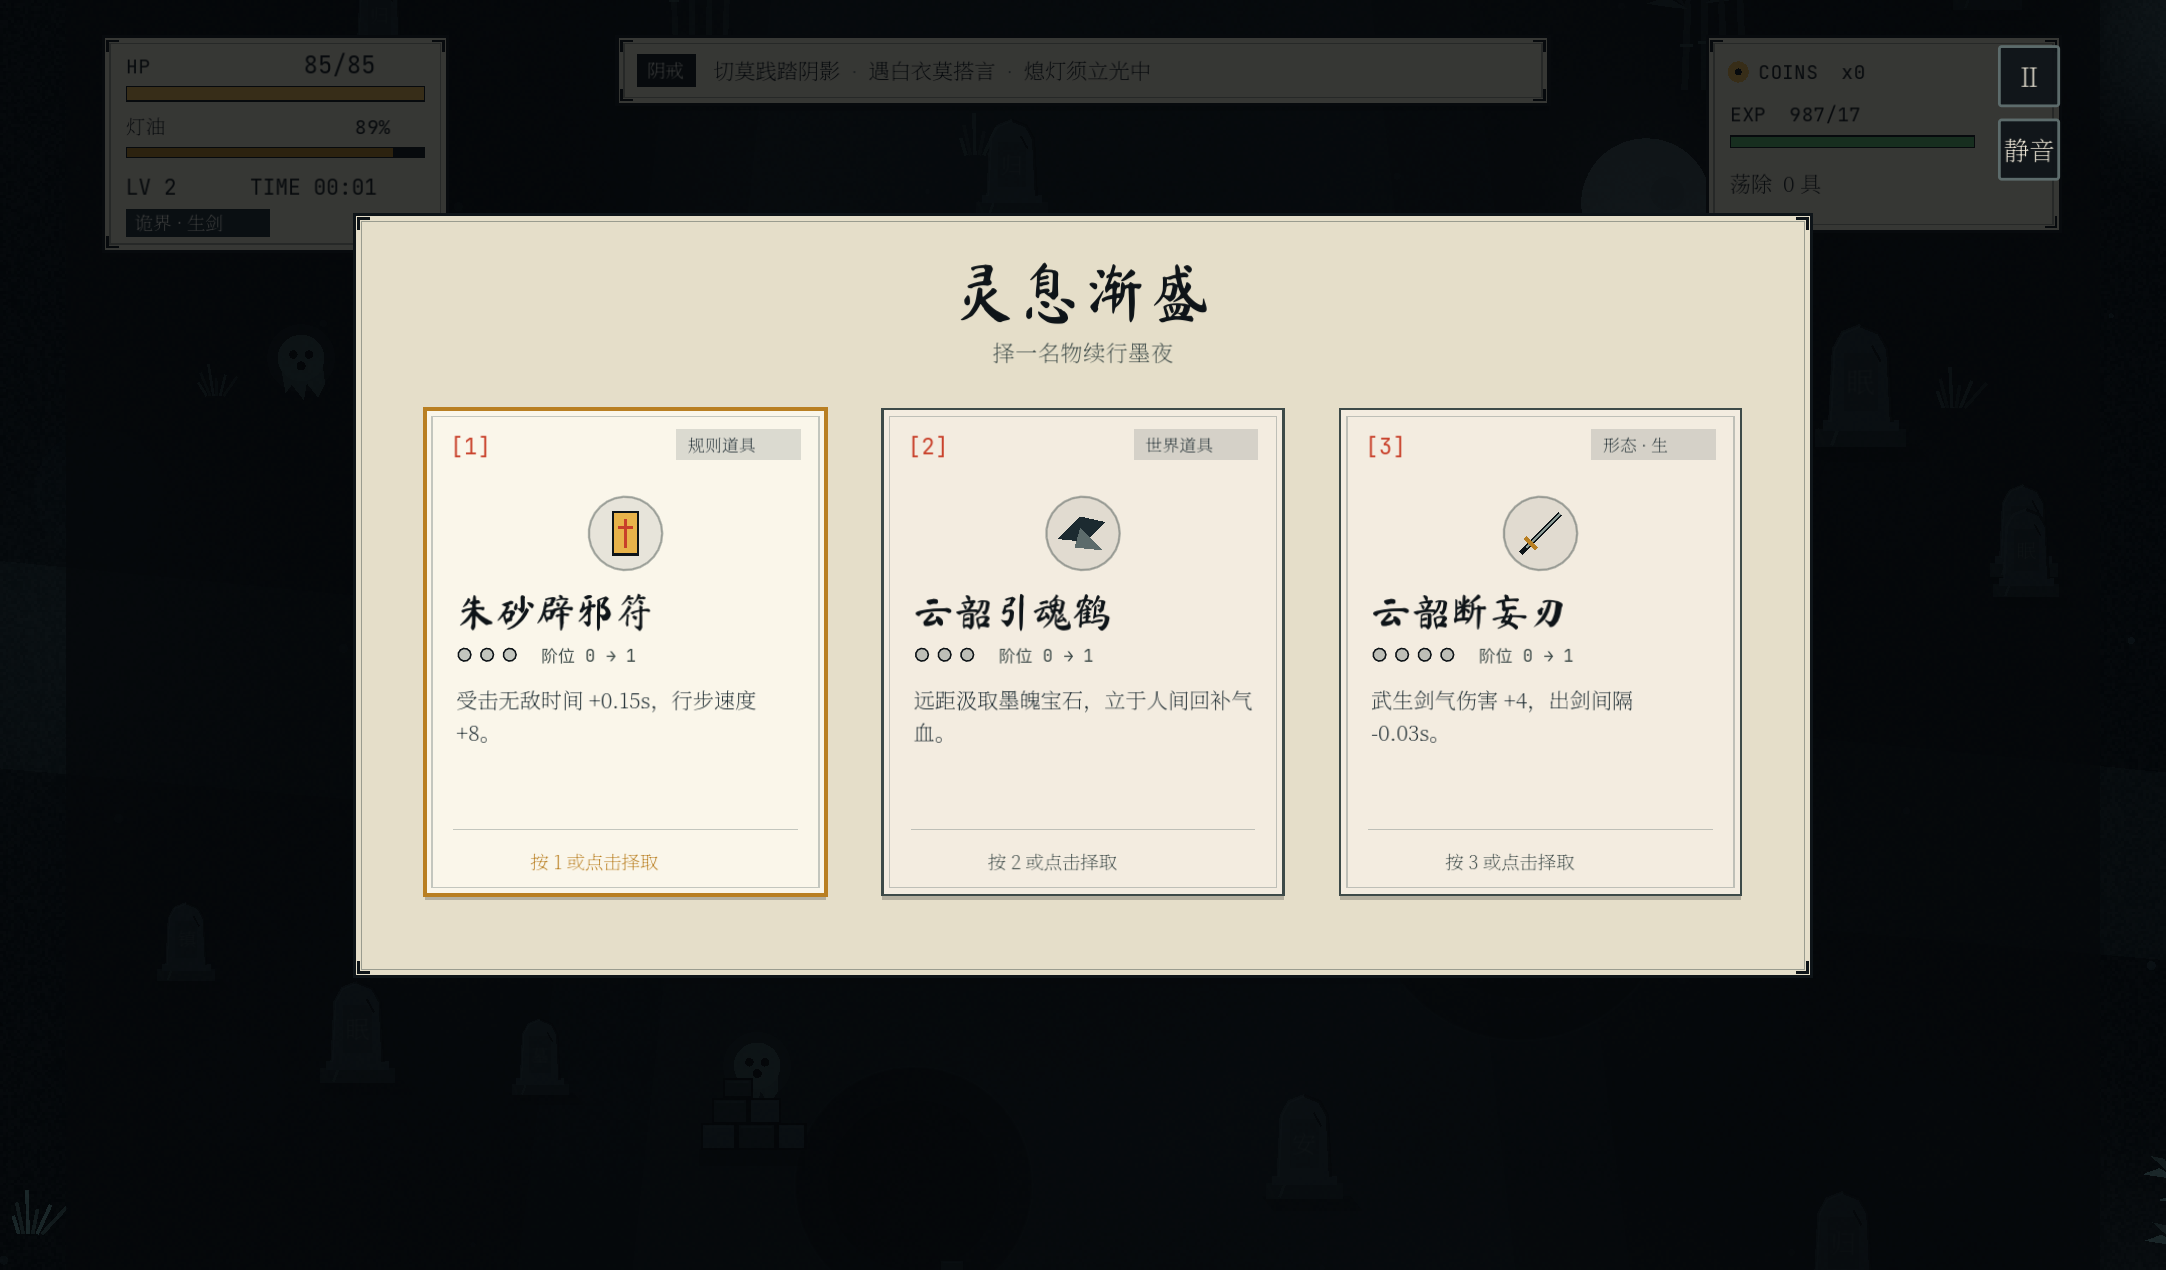 HP 85/85
灯油 89%
LV 2 TIME 00:01
诡界 · 生剑
阴戒 切莫践踏阴影 · 遇白衣莫搭言 · 熄灯须立光中
COINS x0
EXP 987/17
荡除 0 具
II
静音
灵息渐盛
择一名物续行墨夜
[1] 规则道具
朱砂辟邪符
阶位 0 → 1
受击无敌时间 +0.15s，行步速度
+8。
按 1 或点击择取
[2] 世界道具
云韶引魂鹤
阶位 0 → 1
远距汲取墨魄宝石，立于人间回补气
血。
按 2 或点击择取
[3] 形态 · 生
云韶断妄刃
阶位 0 → 1
武生剑气伤害 +4，出剑间隔
-0.03s。
按 3 或点击择取